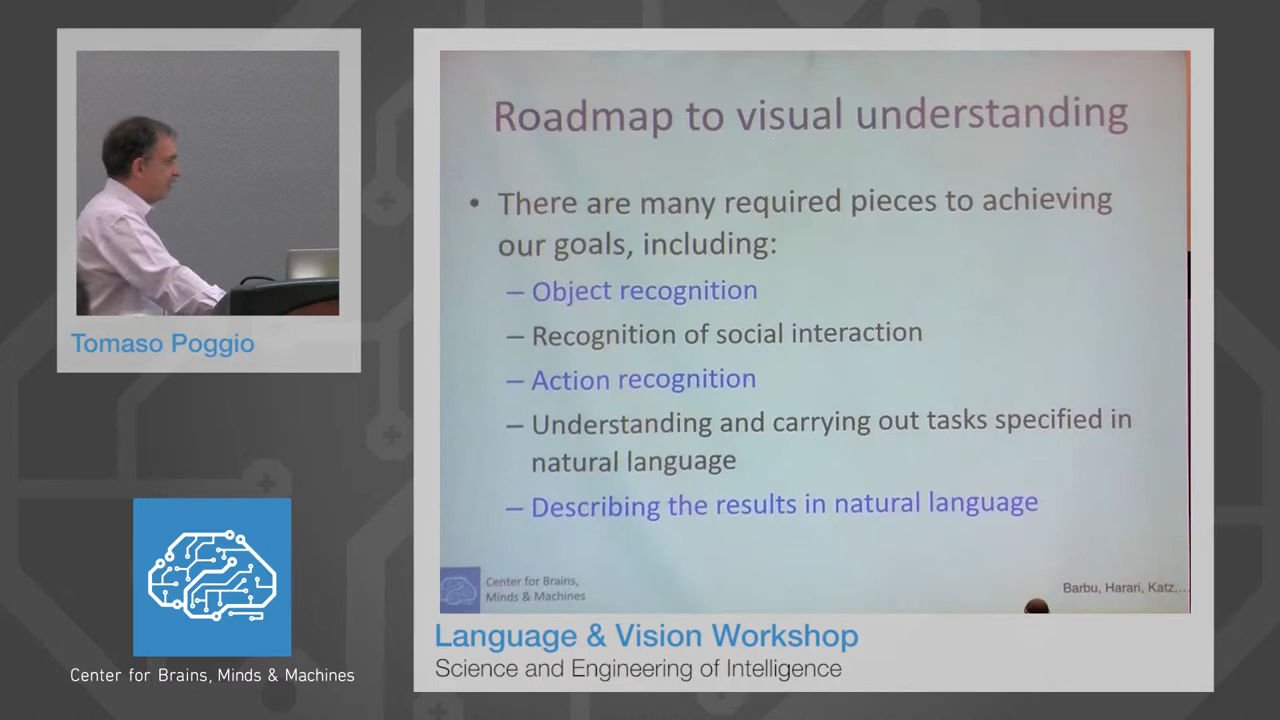 Tomaso Poggio
Center for Brains, Minds & Machines
Roadmap to visual understanding
• There are many required pieces to achieving
our goals, including:
– Object recognition
– Recognition of social interaction
– Action recognition
– Understanding and carrying out tasks specified in
natural language
– Describing the results in natural language
Center for Brains,
Minds & Machines
Barbu, Harari, Katz,...
Language & Vision Workshop
Science and Engineering of Intelligence